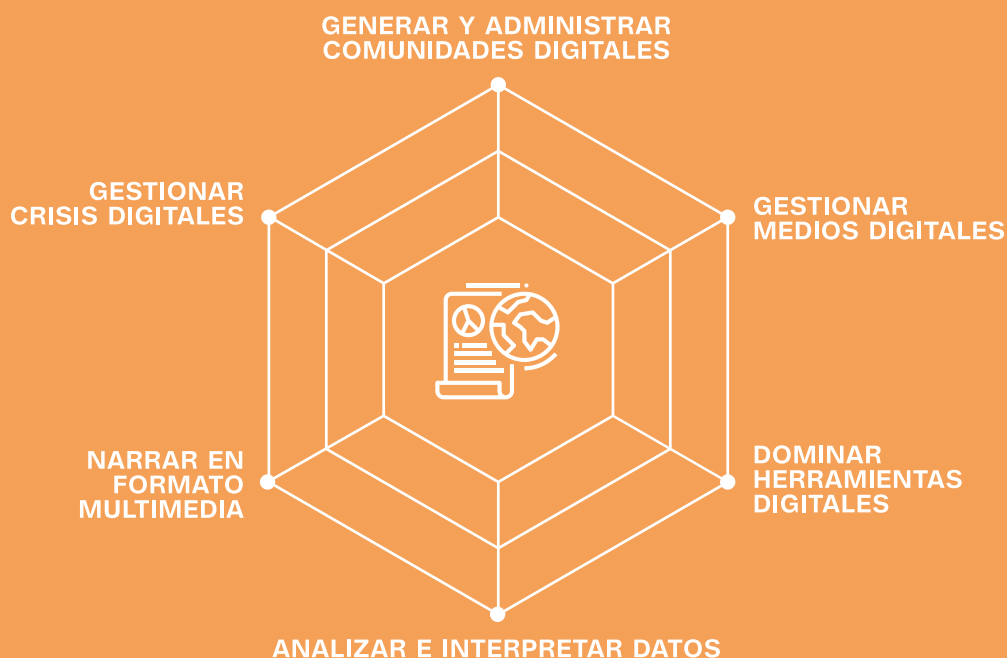 GENERAR Y ADMINISTRAR
COMUNIDADES DIGITALES
GESTIONAR
CRISIS DIGITALES
GESTIONAR
MEDIOS DIGITALES
NARRAR EN
FORMATO
MULTIMEDIA
DOMINAR
HERRAMIENTAS
DIGITALES
ANALIZAR E INTERPRETAR DATOS